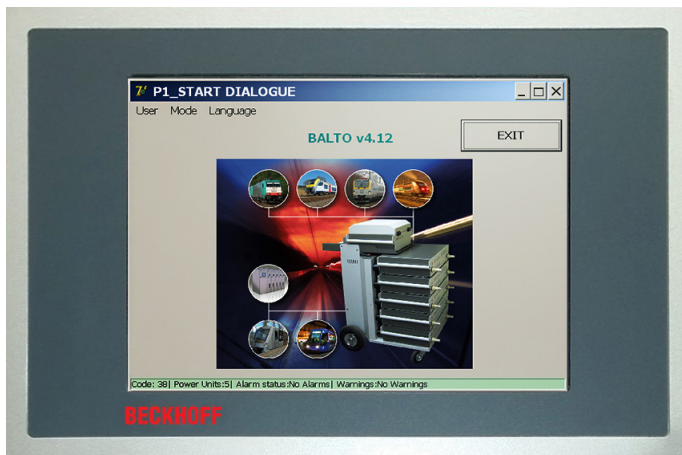 P1_START DIALOGUE
User Mode Language
BALTO v4.12
EXIT
Code: 38| Power Units:5| Alarm status:No Alarms| Warnings:No Warnings
BECKHOFF